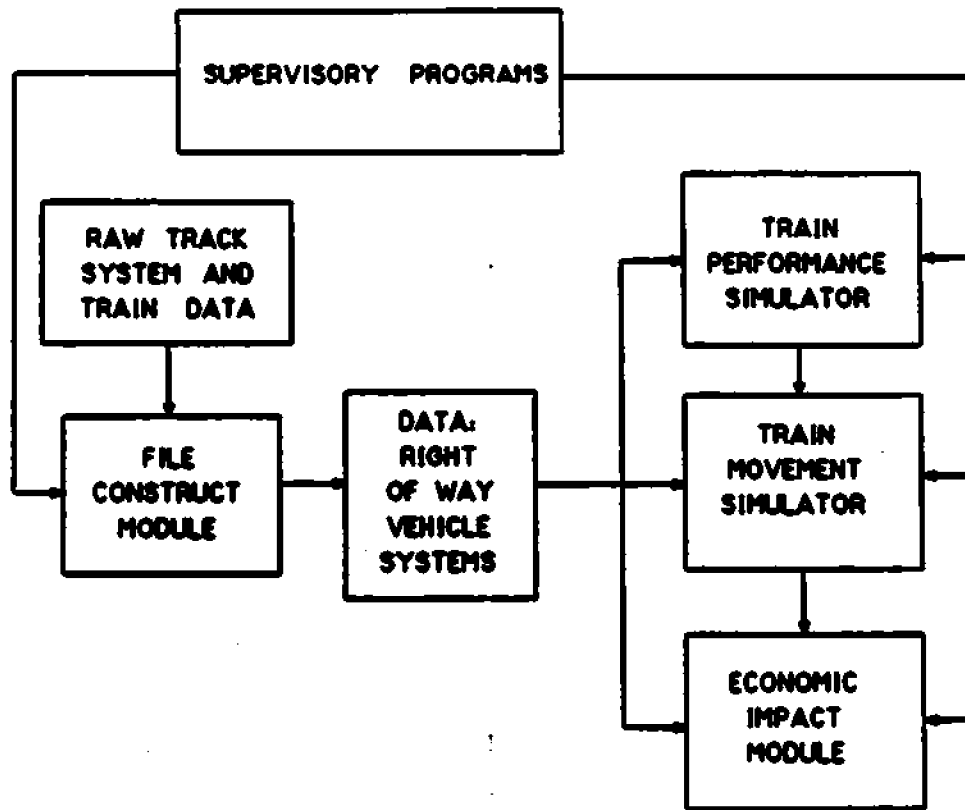 SUPERVISORY PROGRAMS
RAW TRACK
SYSTEM AND
TRAIN DATA
FILE
CONSTRUCT
MODULE
DATA:
RIGHT
OF WAY
VEHICLE
SYSTEMS
TRAIN
PERFORMANCE
SIMULATOR
TRAIN
MOVEMENT
SIMULATOR
ECONOMIC
IMPACT
MODULE